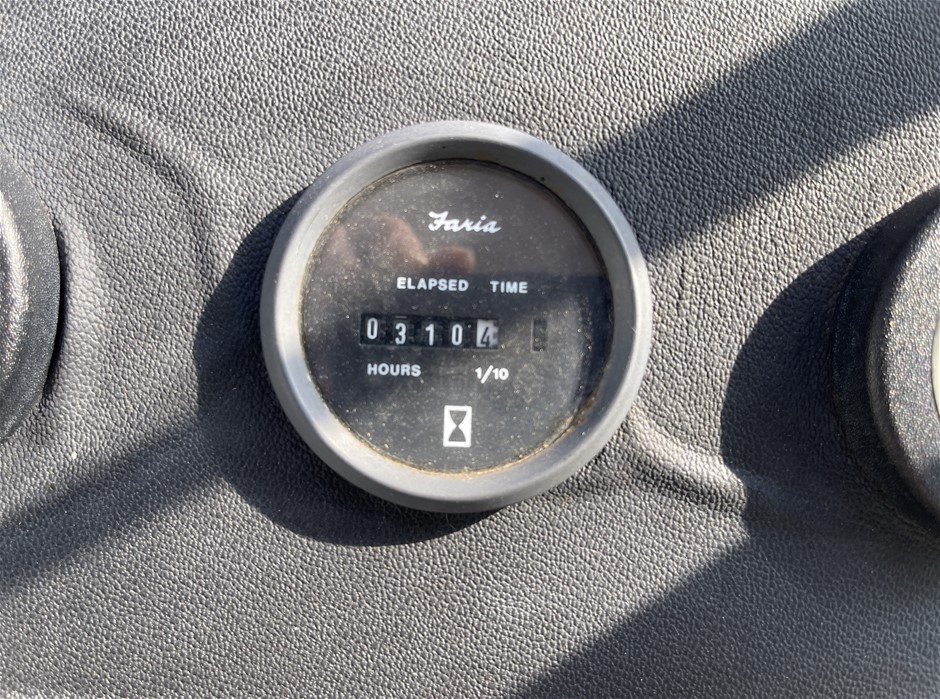 Faria
ELAPSED TIME
03104
HOURS 1/10